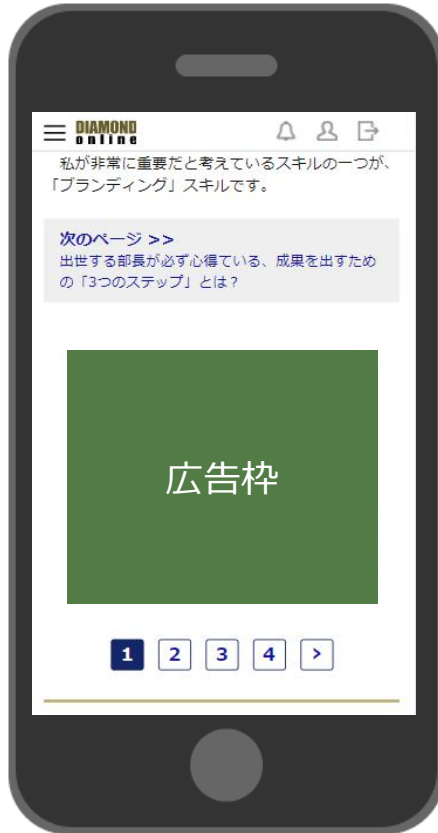 DIAMOND
online
私が非常に重要だと考えているスキルの一つが、
「ブランディング」スキルです。
次のページ >>
出世する部長が必ず心得ている、成果を出すため
の「3つのステップ」とは？
広告枠
1 2 3 4 >